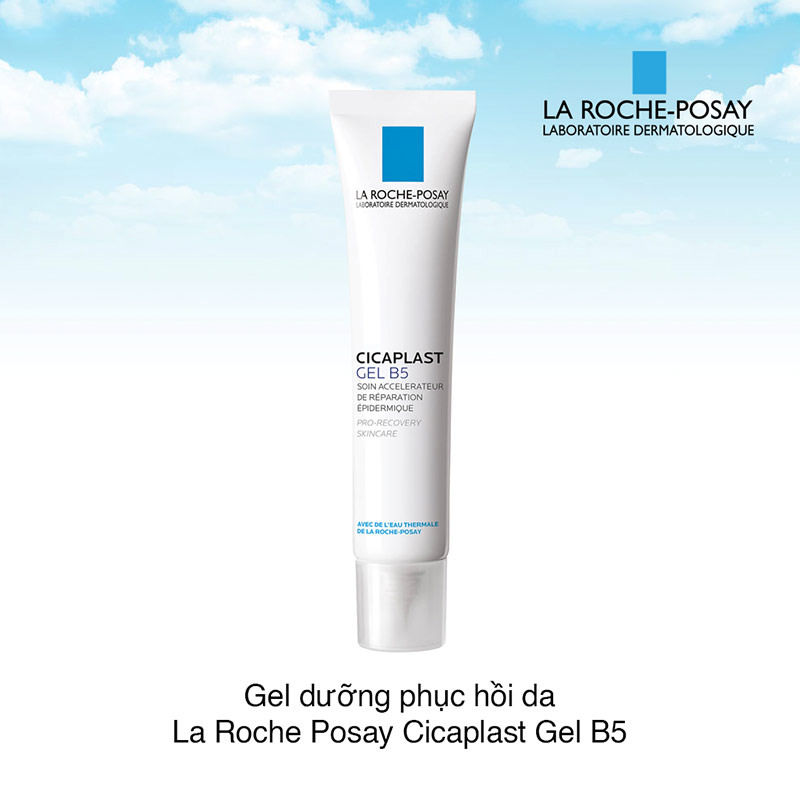 LA ROCHE-POSAY
LABORATOIRE DERMATOLOGIQUE
LA ROCHE-POSAY
LABORATOIRE DERMATOLOGIQUE
CICAPLAST
GEL B5
SOIN ACCELERATEUR
DE RÉPARATION
ÉPIDERMIQUE
PRO-RECOVERY
SKINCARE
AVEC DE L'EAU THERMALE
DE LA ROCHE-POSAY
Gel dưỡng phục hồi da
La Roche Posay Cicaplast Gel B5